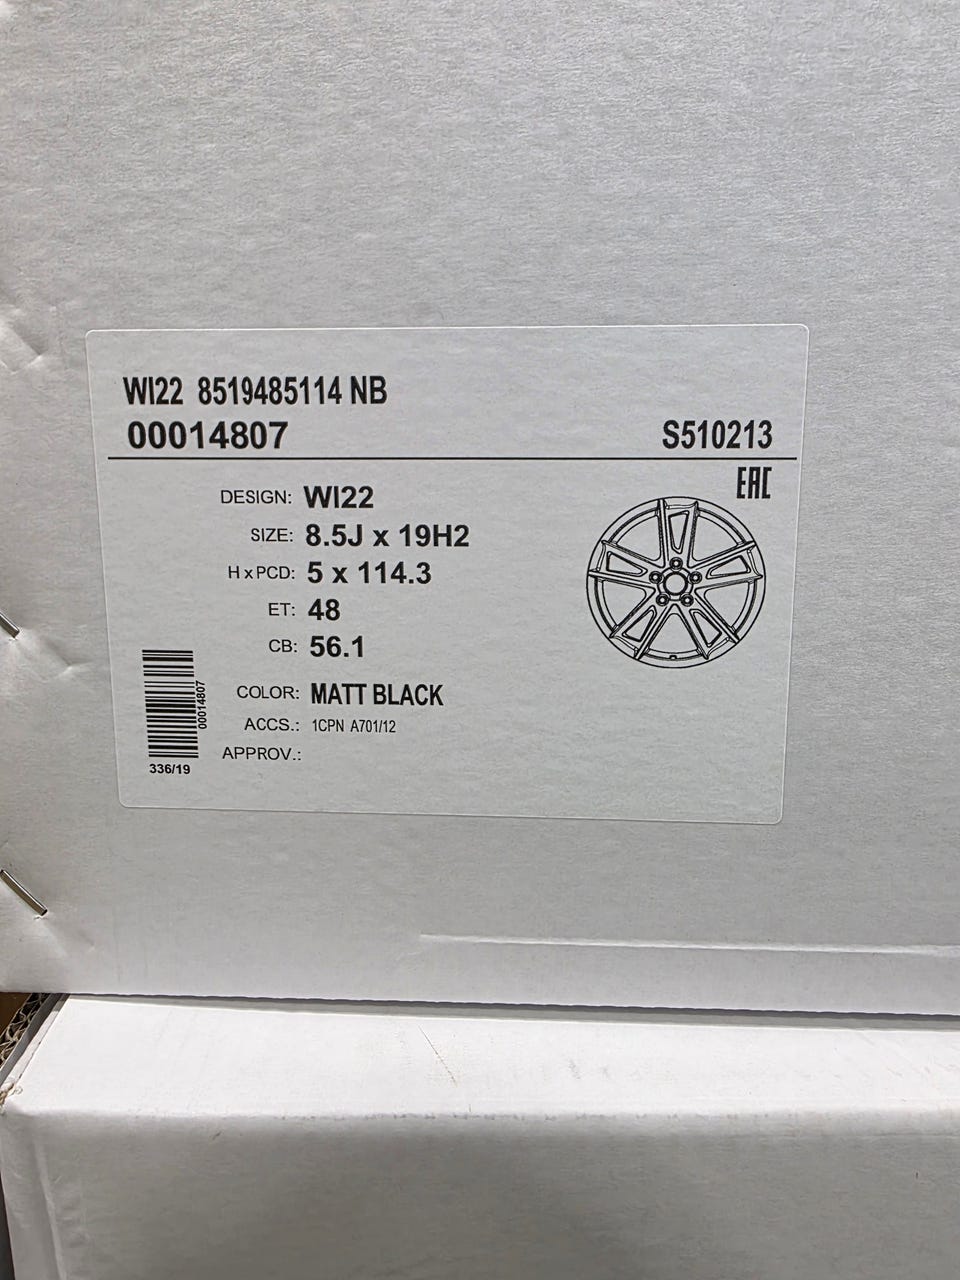 WI22 8519485114 NB
00014807
S510213
EAC
DESIGN: WI22
SIZE: 8.5J x 19H2
H x PCD: 5 x 114.3
ET: 48
CB: 56.1
COLOR: MATT BLACK
ACCS.: 1CPN A701/12
APPROV.:
00014807
336/19